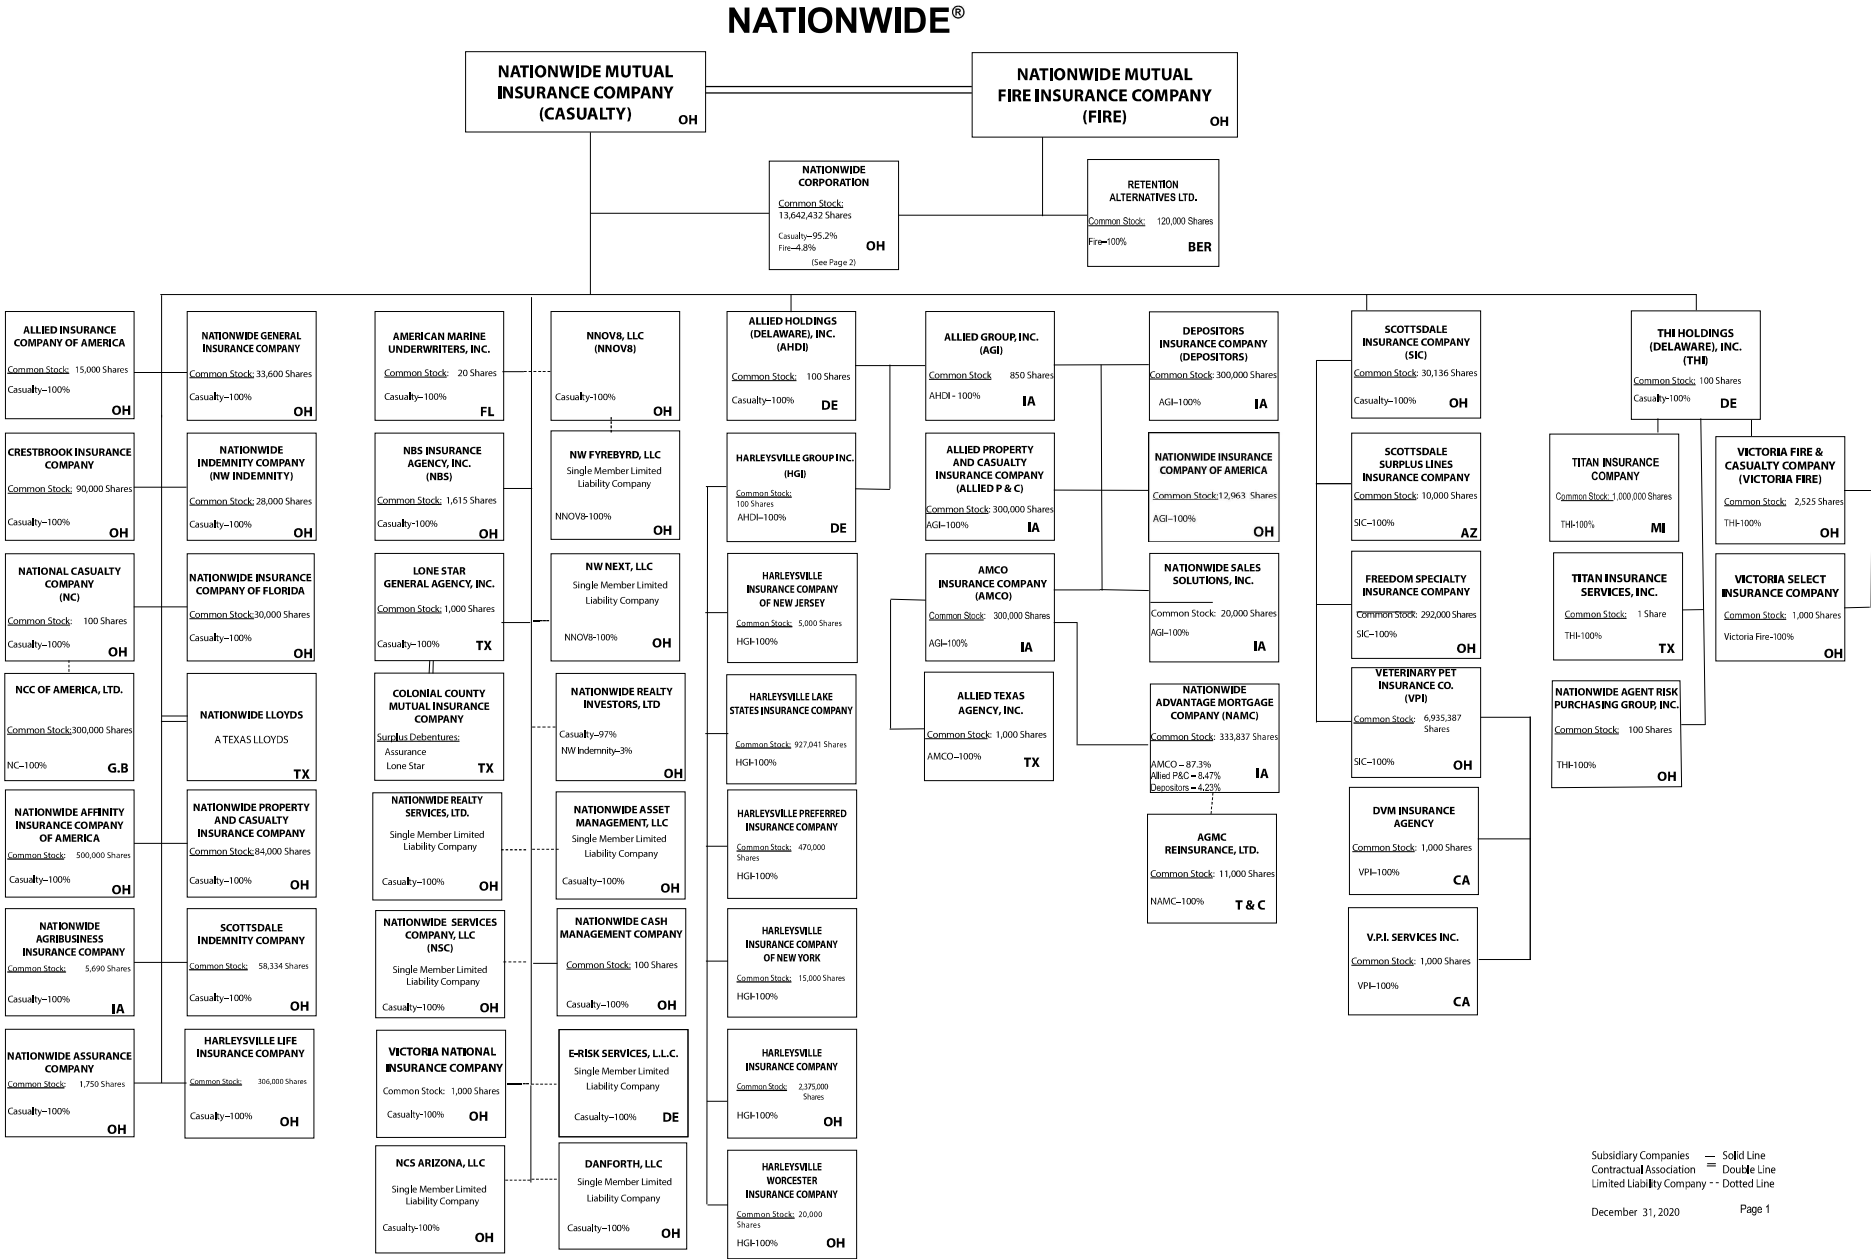 NATIONWIDE®
NATIONWIDE MUTUAL
INSURANCE COMPANY
(CASUALTY)
OH
NATIONWIDE MUTUAL
FIRE INSURANCE COMPANY
(FIRE)
OH
NATIONWIDE
CORPORATION
Common Stock:
13,642,432 Shares
Casualty–95.2%
Fire–4.8%
OH
(See Page 2)
RETENTION
ALTERNATIVES LTD.
Common Stock: 120,000 Shares
Fire–100%
BER
ALLIED INSURANCE
COMPANY OF AMERICA
Common Stock: 15,000 Shares
Casualty–100%
OH
CRESTBROOK INSURANCE
COMPANY
Common Stock: 90,000 Shares
Casualty–100%
OH
NATIONAL CASUALTY
COMPANY
(NC)
Common Stock: 100 Shares
Casualty–100%
OH
NCC OF AMERICA, LTD.
Common Stock:300,000 Shares
NC–100%
G.B
NATIONWIDE AFFINITY
INSURANCE COMPANY
OF AMERICA
Common Stock: 500,000 Shares
Casualty–100%
OH
NATIONWIDE
AGRIBUSINESS
INSURANCE COMPANY
Common Stock: 5,690 Shares
Casualty–100%
IA
NATIONWIDE ASSURANCE
COMPANY
Common Stock: 1,750 Shares
Casualty–100%
OH
NATIONWIDE GENERAL
INSURANCE COMPANY
Common Stock: 33,600 Shares
Casualty–100%
OH
NATIONWIDE
INDEMNITY COMPANY
(NW INDEMNITY)
Common Stock: 28,000 Shares
Casualty–100%
OH
NATIONWIDE INSURANCE
COMPANY OF FLORIDA
Common Stock:30,000 Shares
Casualty–100%
OH
NATIONWIDE LLOYDS
A TEXAS LLOYDS
TX
NATIONWIDE PROPERTY
AND CASUALTY
INSURANCE COMPANY
Common Stock:84,000 Shares
Casualty–100%
OH
SCOTTSDALE
INDEMNITY COMPANY
Common Stock: 58,334 Shares
Casualty–100%
OH
HARLEYSVILLE LIFE
INSURANCE COMPANY
Common Stock: 306,000 Shares
Casualty–100%
OH
AMERICAN MARINE
UNDERWRITERS, INC.
Common Stock: 20 Shares
Casualty–100%
FL
NBS INSURANCE
AGENCY, INC.
(NBS)
Common Stock: 1,615 Shares
Casualty–100%
OH
LONE STAR
GENERAL AGENCY, INC.
Common Stock: 1,000 Shares
Casualty–100%
TX
COLONIAL COUNTY
MUTUAL INSURANCE
COMPANY
Surplus Debentures:
Assurance
Lone Star
TX
NATIONWIDE REALTY
SERVICES, LTD.
Single Member Limited
Liability Company
Casualty–100%
OH
NATIONWIDE SERVICES
COMPANY, LLC
(NSC)
Single Member Limited
Liability Company
Casualty–100%
OH
VICTORIA NATIONAL
INSURANCE COMPANY
Common Stock: 1,000 Shares
Casualty-100%
OH
NCS ARIZONA, LLC
Single Member Limited
Liability Company
Casualty-100%
OH
NNOV8, LLC
(NNOV8)
Casualty-100%
OH
NW FYREBYRD, LLC
Single Member Limited
Liability Company
NNOV8-100%
OH
NW NEXT, LLC
Single Member Limited
Liability Company
NNOV8-100%
OH
NATIONWIDE REALTY
INVESTORS, LTD
Casualty–97%
NW Indemnity–3%
OH
NATIONWIDE ASSET
MANAGEMENT, LLC
Single Member Limited
Liability Company
Casualty–100%
OH
NATIONWIDE CASH
MANAGEMENT COMPANY
Common Stock: 100 Shares
Casualty–100%
OH
E-RISK SERVICES, L.L.C.
Single Member Limited
Liability Company
Casualty–100%
DE
DANFORTH, LLC
Single Member Limited
Liability Company
Casualty–100%
OH
ALLIED HOLDINGS
(DELAWARE), INC.
(AHDI)
Common Stock: 100 Shares
Casualty–100%
DE
HARLEYSVILLE GROUP INC.
(HGI)
Common Stock:
100 Shares
AHDI–100%
DE
HARLEYSVILLE
INSURANCE COMPANY
OF NEW JERSEY
Common Stock: 5,000 Shares
HGI-100%
HARLEYSVILLE LAKE
STATES INSURANCE COMPANY
Common Stock: 927,041 Shares
HGI-100%
HARLEYSVILLE PREFERRED
INSURANCE COMPANY
Common Stock: 470,000
Shares
HGI-100%
HARLEYSVILLE
INSURANCE COMPANY
OF NEW YORK
Common Stock: 15,000 Shares
HGI-100%
HARLEYSVILLE
INSURANCE COMPANY
Common Stock: 2,375,000
Shares
HGI-100%
OH
HARLEYSVILLE
WORCESTER
INSURANCE COMPANY
Common Stock: 20,000
Shares
HGI-100%
OH
ALLIED GROUP, INC.
(AGI)
Common Stock 850 Shares
AHDI - 100%
IA
ALLIED PROPERTY
AND CASUALTY
INSURANCE COMPANY
(ALLIED P & C)
Common Stock: 300,000 Shares
AGI–100%
IA
AMCO
INSURANCE COMPANY
(AMCO)
Common Stock: 300,000 Shares
AGI–100%
IA
ALLIED TEXAS
AGENCY, INC.
Common Stock: 1,000 Shares
AMCO–100%
TX
DEPOSITORS
INSURANCE COMPANY
(DEPOSITORS)
Common Stock: 300,000 Shares
AGI–100%
IA
NATIONWIDE INSURANCE
COMPANY OF AMERICA
Common Stock:12,963 Shares
AGI–100%
OH
NATIONWIDE SALES
SOLUTIONS, INC.
Common Stock: 20,000 Shares
AGI–100%
IA
NATIONWIDE
ADVANTAGE MORTGAGE
COMPANY (NAMC)
Common Stock: 333,837 Shares
AMCO – 87.3%
Allied P&C – 8.47%
Depositors – 4.23%
IA
AGMC
REINSURANCE, LTD.
Common Stock: 11,000 Shares
NAMC–100%
T & C
SCOTTSDALE
INSURANCE COMPANY
(SIC)
Common Stock: 30,136 Shares
Casualty–100%
OH
SCOTTSDALE
SURPLUS LINES
INSURANCE COMPANY
Common Stock: 10,000 Shares
SIC–100%
AZ
FREEDOM SPECIALTY
INSURANCE COMPANY
Common Stock: 292,000 Shares
SIC–100%
OH
VETERINARY PET
INSURANCE CO.
(VPI)
Common Stock: 6,935,387
Shares
SIC–100%
OH
DVM INSURANCE
AGENCY
Common Stock: 1,000 Shares
VPI–100%
CA
V.P.I. SERVICES INC.
Common Stock: 1,000 Shares
VPI–100%
CA
THI HOLDINGS
(DELAWARE), INC.
(THI)
Common Stock: 100 Shares
Casualty–100%
DE
TITAN INSURANCE
COMPANY
Common Stock: 1,000,000 Shares
THI-100%
MI
TITAN INSURANCE
SERVICES, INC.
Common Stock: 1 Share
THI-100%
TX
NATIONWIDE AGENT RISK
PURCHASING GROUP, INC.
Common Stock: 100 Shares
THI-100%
OH
VICTORIA FIRE &
CASUALTY COMPANY
(VICTORIA FIRE)
Common Stock: 2,525 Shares
THI-100%
OH
VICTORIA SELECT
INSURANCE COMPANY
Common Stock: 1,000 Shares
Victoria Fire-100%
OH
Subsidiary Companies — Solid Line
Contractual Association = Double Line
Limited Liability Company -- Dotted Line
December 31, 2020 Page 1